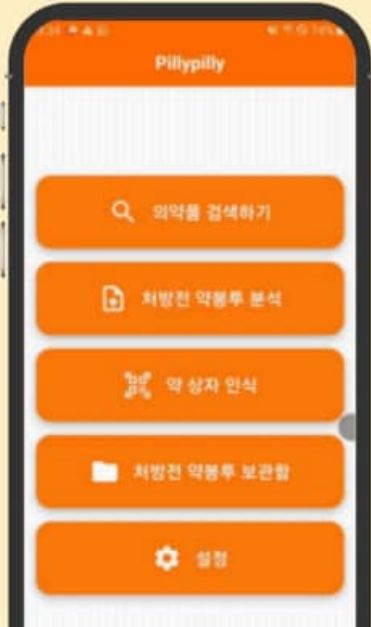 Pillypilly
의약품 검색하기
처방전 약봉투 분석
약 상자 인식
처방전 약봉투 보관함
설정